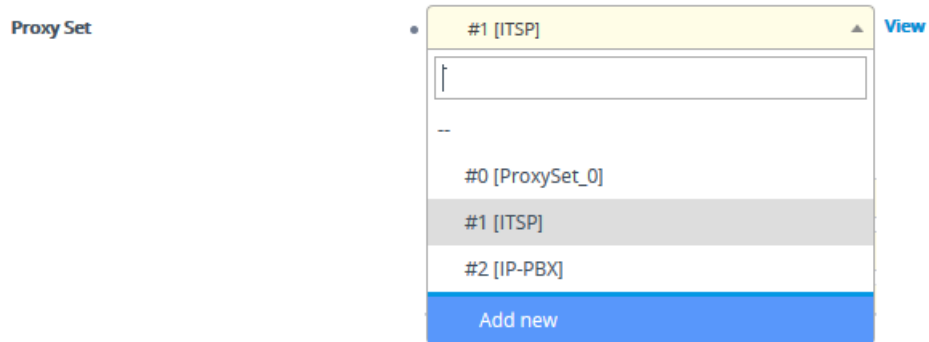 Proxy Set
#1 [ITSP]
View
--
#0 [ProxySet_0]
#1 [ITSP]
#2 [IP-PBX]
Add new